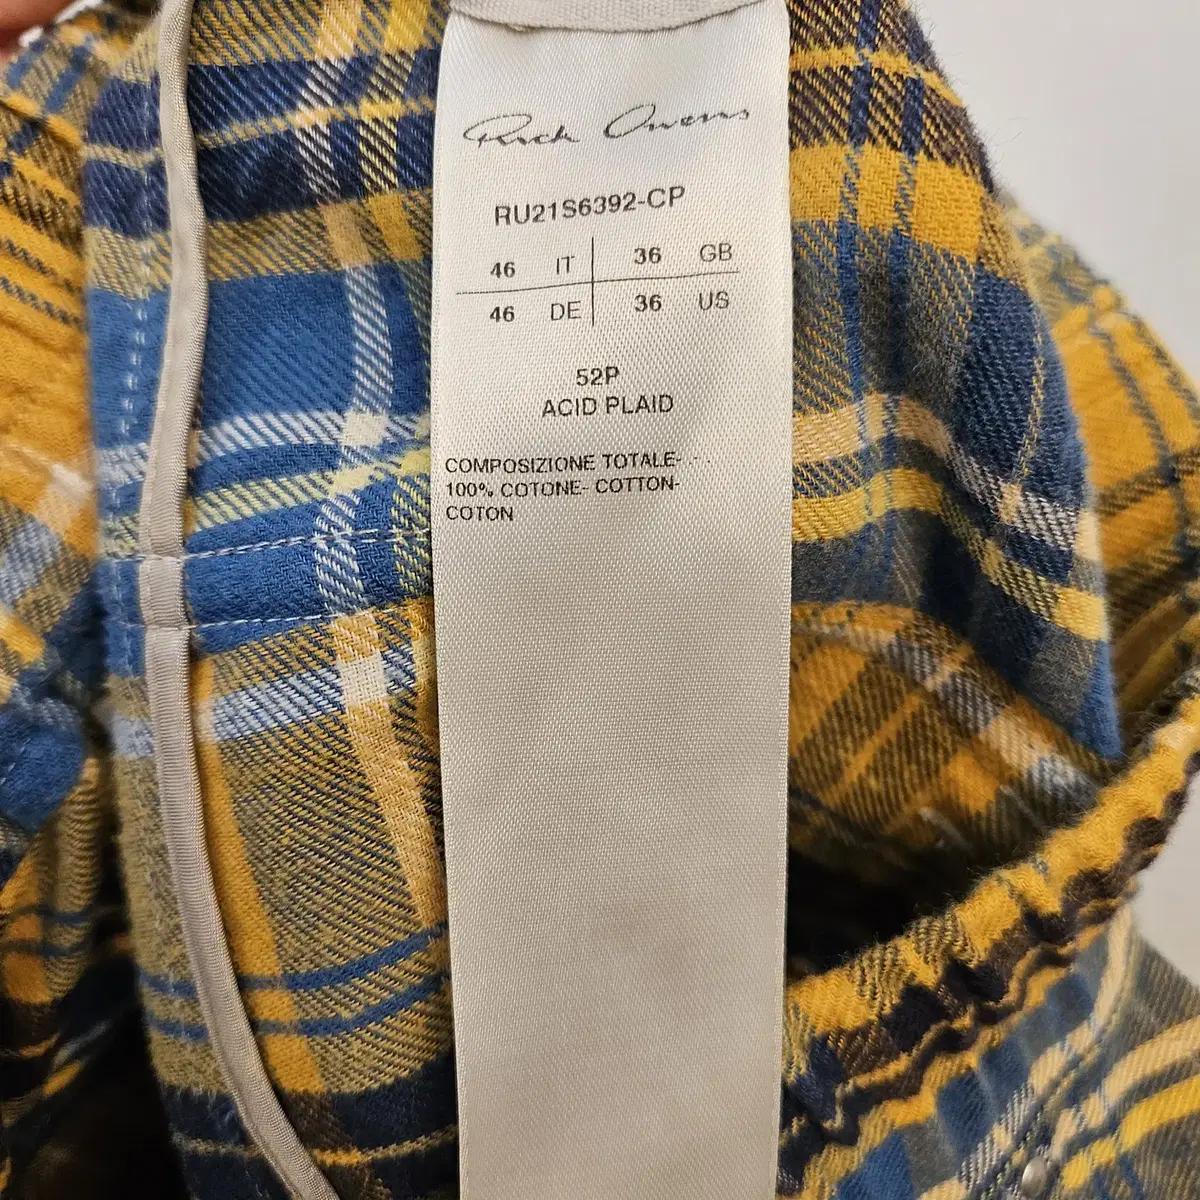 Rick Owens
RU21S6392-CP
46 IT 36 GB
46 DE 36 US
52P
ACID PLAID
COMPOSIZIONE TOTALE-
100% COTONE- COTTON-
COTON